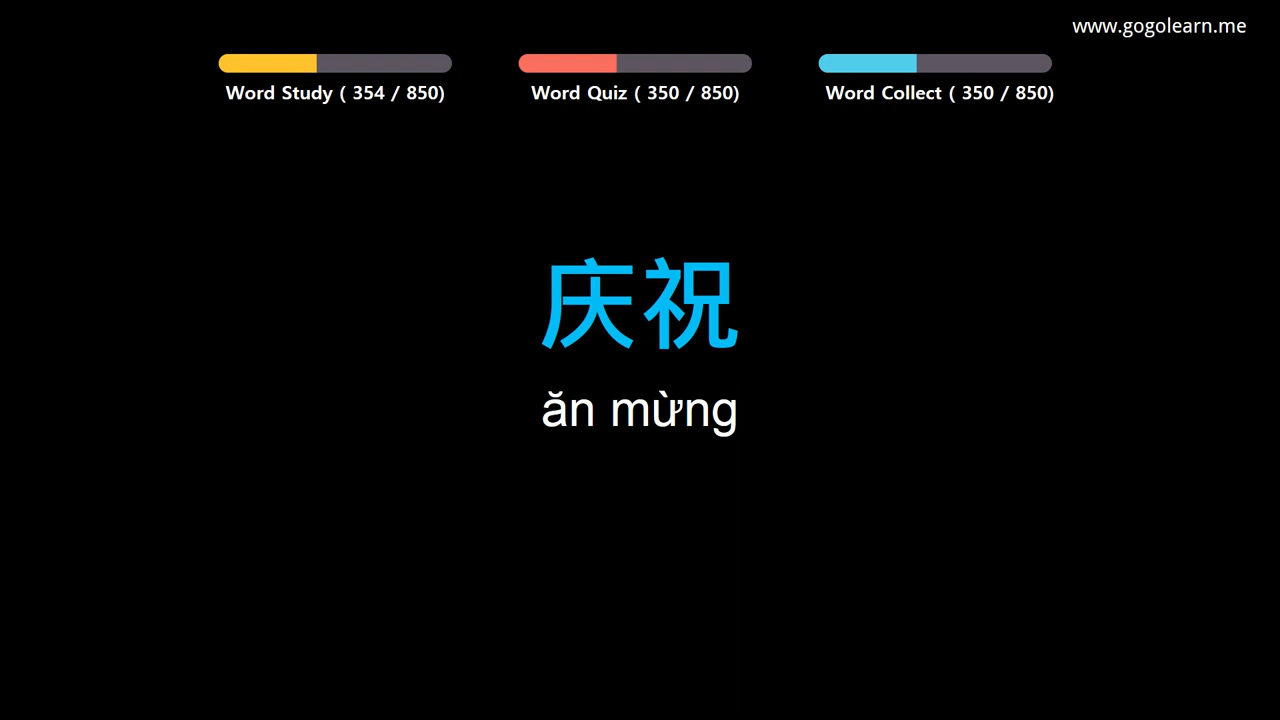 www.gogolearn.me
Word Study ( 354 / 850)
Word Quiz ( 350 / 850)
Word Collect ( 350 / 850)
庆祝
ăn mừng